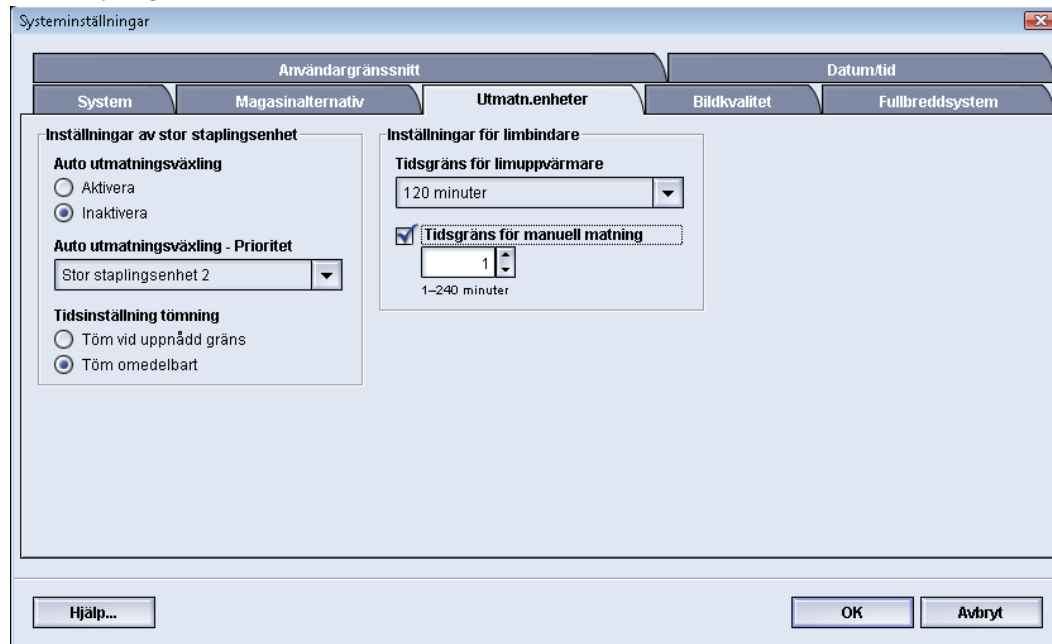 Systeminställningar
Användargränssnitt
Datum/tid
System
Magasinalternativ
Utmatn.enheter
Bildkvalitet
Fullbreddsystem
Inställningar av stor staplingsenhet
Auto utmatningsväxling
Aktivera
Inaktivera
Auto utmatningsväxling - Prioritet
Stor staplingsenhet 2
Tidsinställning tömning
Töm vid uppnådd gräns
Töm omedelbart
Inställningar för limbindare
Tidsgräns för limuppvärmare
120 minuter
Tidsgräns för manuell matning
1
1–240 minuter
Hjälp...
OK
Avbryt